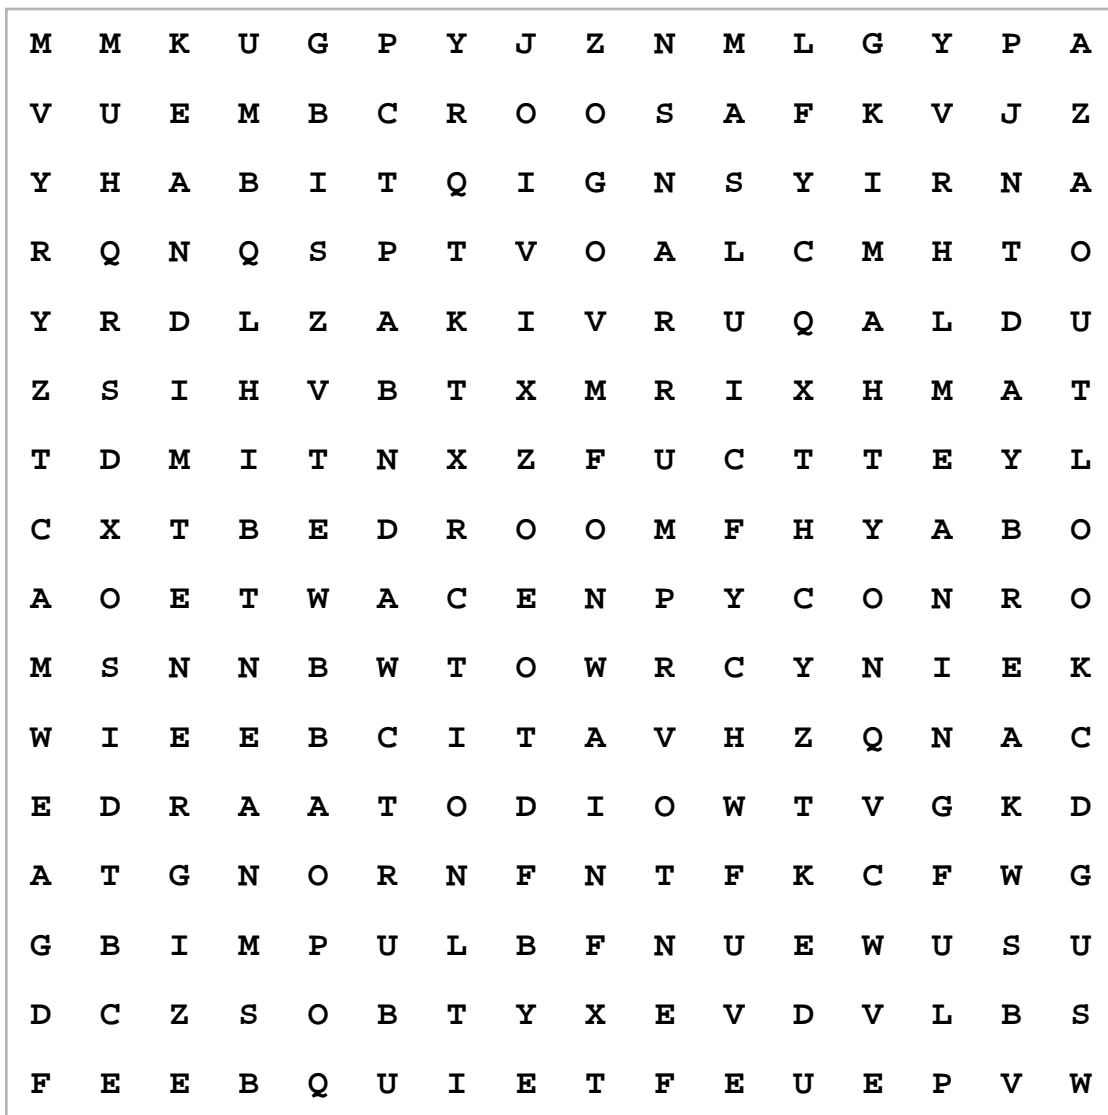 M M K U G P Y J Z N M L G Y P A
V U E M B C R O O S A F K V J Z
Y H A B I T Q I G N S Y I R N A
R Q N Q S P T V O A L C M H T O
Y R D L Z A K I V R U Q A L D U
Z S I H V B T X M R I X H M A T
T D M I T N X Z F U C T T E Y L
C X T B E D R O O M F H Y A B O
A O E T W A C E N P Y C O N R O
M S N N B W T O W R C Y N I E K
W I E E B C I T A V H Z Q N A C
E D R A A T O D I O W T V G K D
A T G N O R N F N T F K C F W G
G B I M P U L B F N U E W U S U
D C Z S O B T Y X E V D V L B S
F E E B Q U I E T F E U E P V W